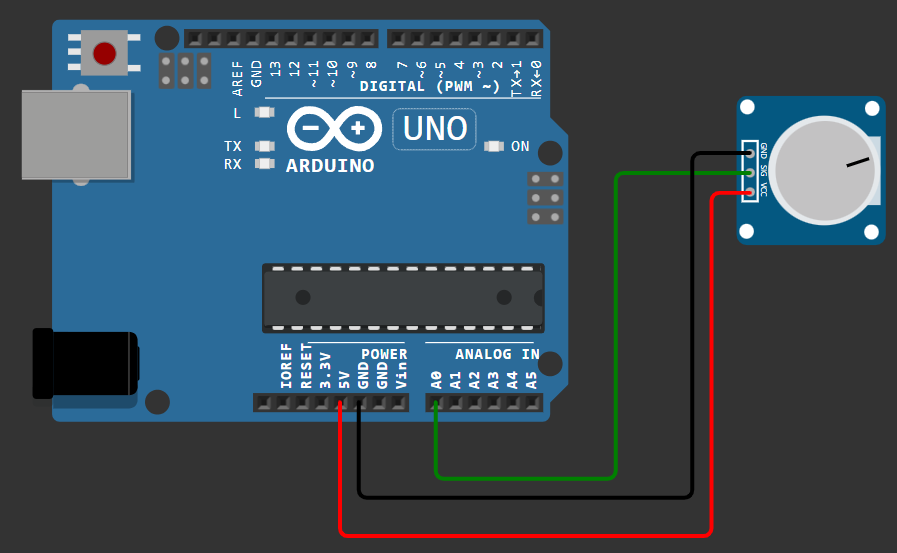 AREF
GND
13
12
~11
~10
~9
8
7
~6
~5
4
~3
2
TX→1
RX←0
DIGITAL (PWM ~)
L
TX
RX
UNO
ON
ARDUINO
GND
SIG
VCC
POWER
ANALOG IN
IOREF
RESET
3.3V
5V
GND
GND
Vin
A0
A1
A2
A3
A4
A5